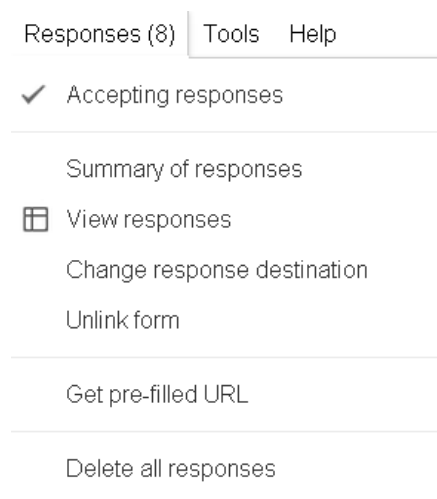 Responses (8) Tools Help
Accepting responses
Summary of responses
View responses
Change response destination
Unlink form
Get pre-filled URL
Delete all responses